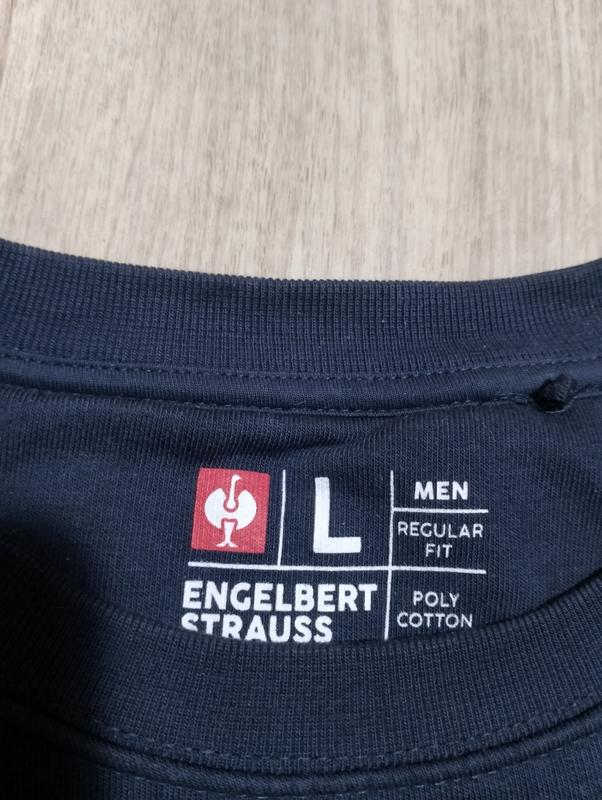 L
MEN
REGULAR
FIT
ENGELBERT
STRAUSS
POLY
COTTON